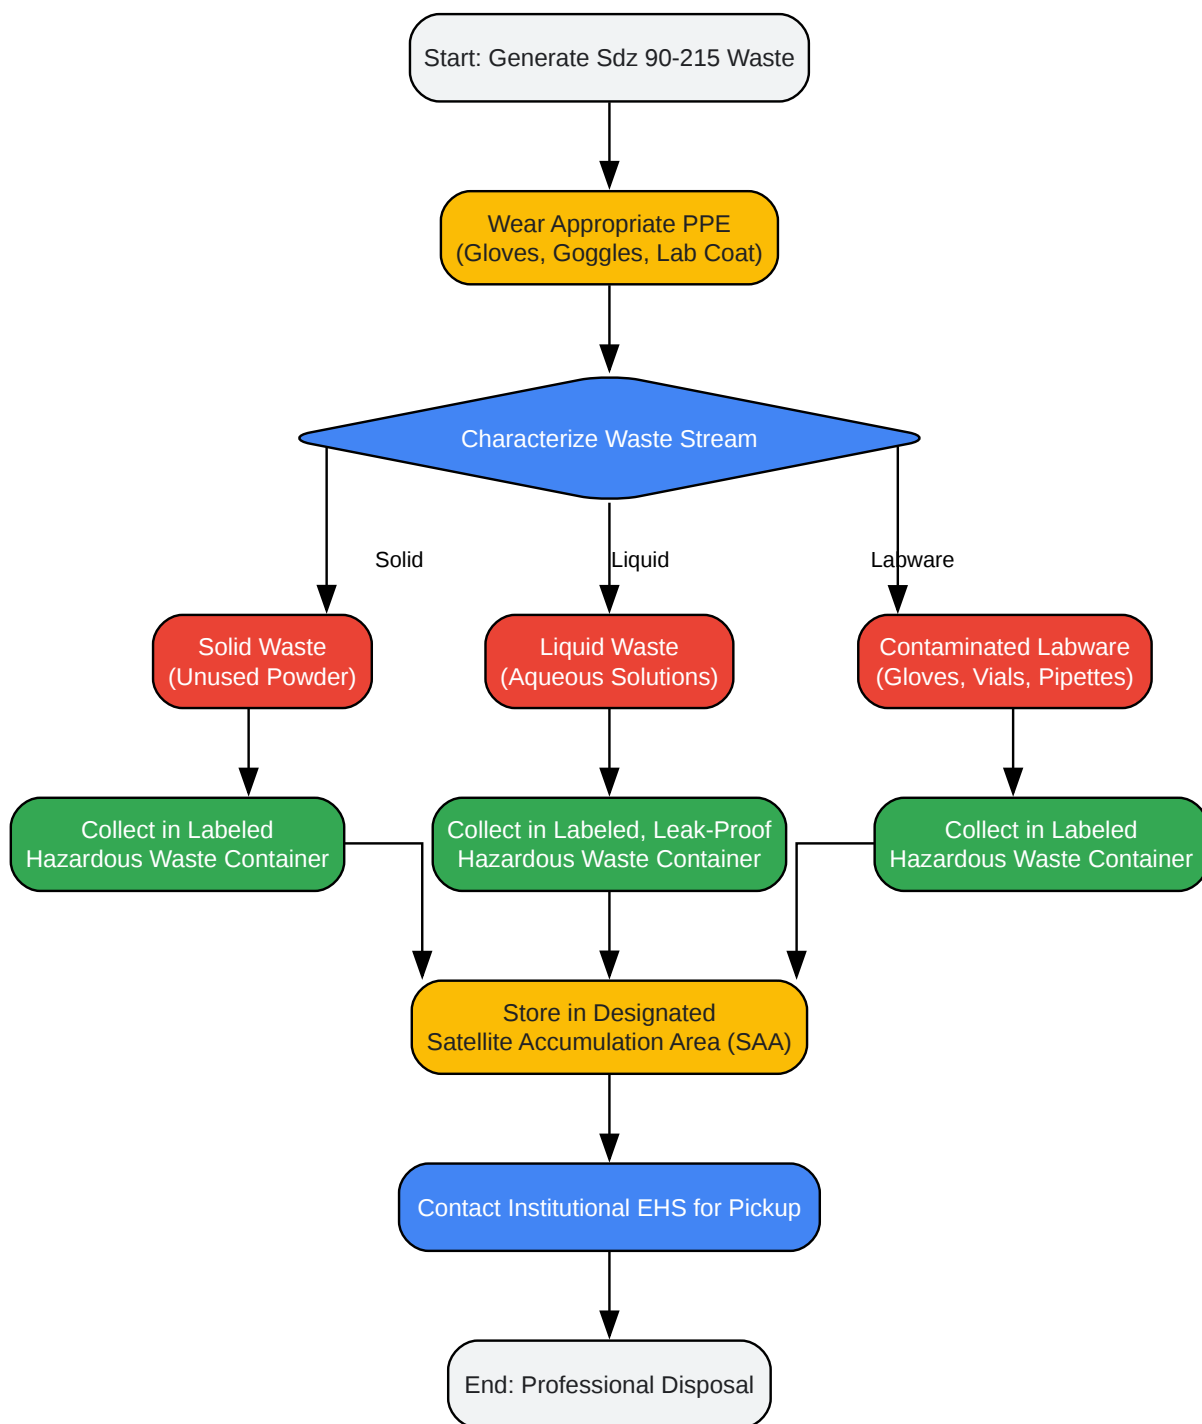 Start: Generate Sdz 90-215 Waste
Wear Appropriate PPE
(Gloves, Goggles, Lab Coat)
Characterize Waste Stream
Solid
Liquid
Labware
Solid Waste
(Unused Powder)
Liquid Waste
(Aqueous Solutions)
Contaminated Labware
(Gloves, Vials, Pipettes)
Collect in Labeled
Hazardous Waste Container
Collect in Labeled, Leak-Proof
Hazardous Waste Container
Collect in Labeled
Hazardous Waste Container
Store in Designated
Satellite Accumulation Area (SAA)
Contact Institutional EHS for Pickup
End: Professional Disposal